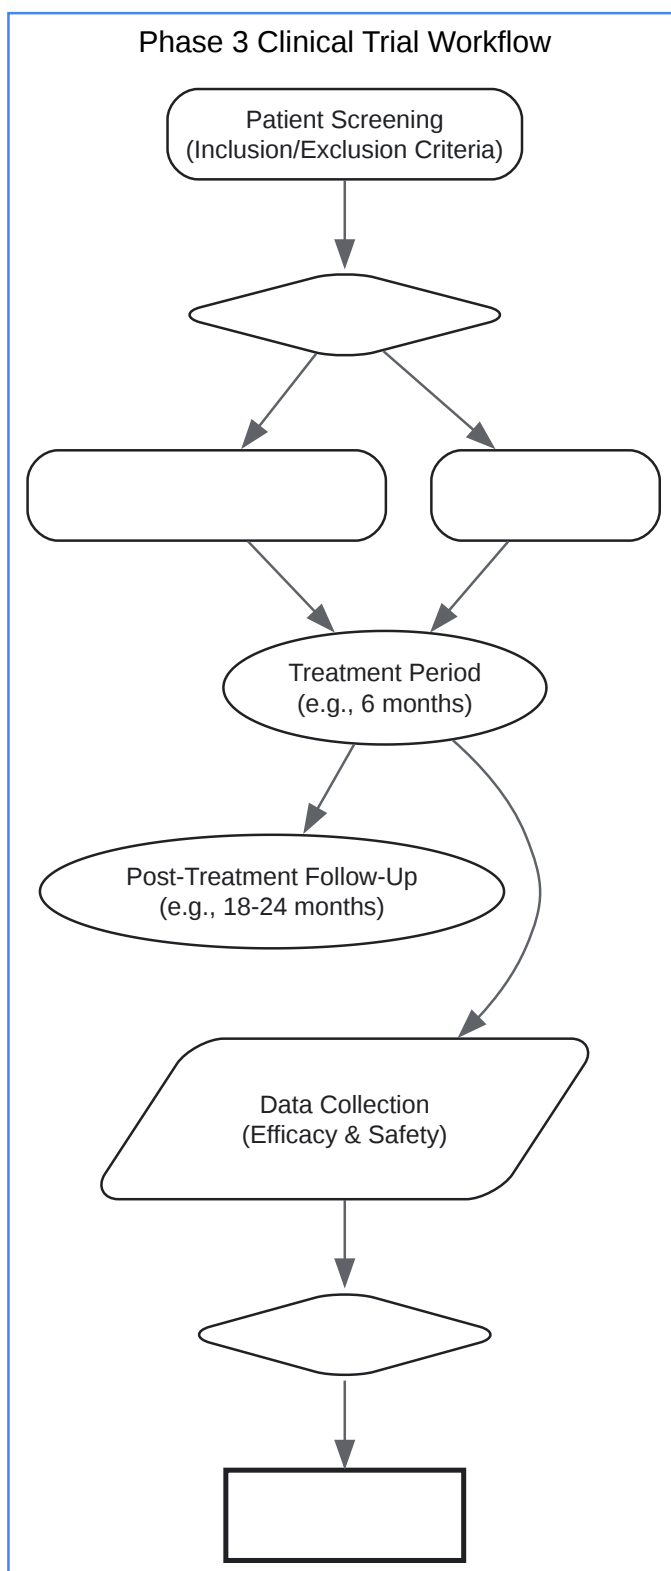 Phase 3 Clinical Trial Workflow
Patient Screening
(Inclusion/Exclusion Criteria)
Treatment Period
(e.g., 6 months)
Post-Treatment Follow-Up
(e.g., 18-24 months)
Data Collection
(Efficacy & Safety)